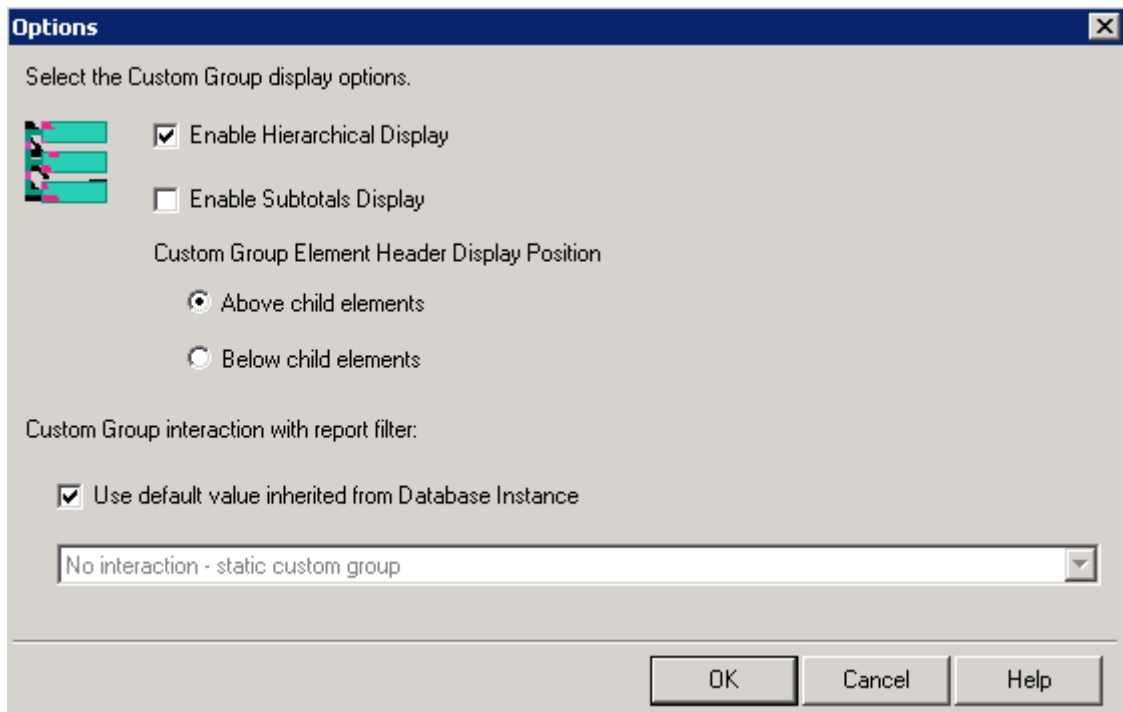 Options
Select the Custom Group display options.
Enable Hierarchical Display
Enable Subtotals Display
Custom Group Element Header Display Position
Above child elements
Below child elements
Custom Group interaction with report filter:
Use default value inherited from Database Instance
No interaction - static custom group
OK Cancel Help